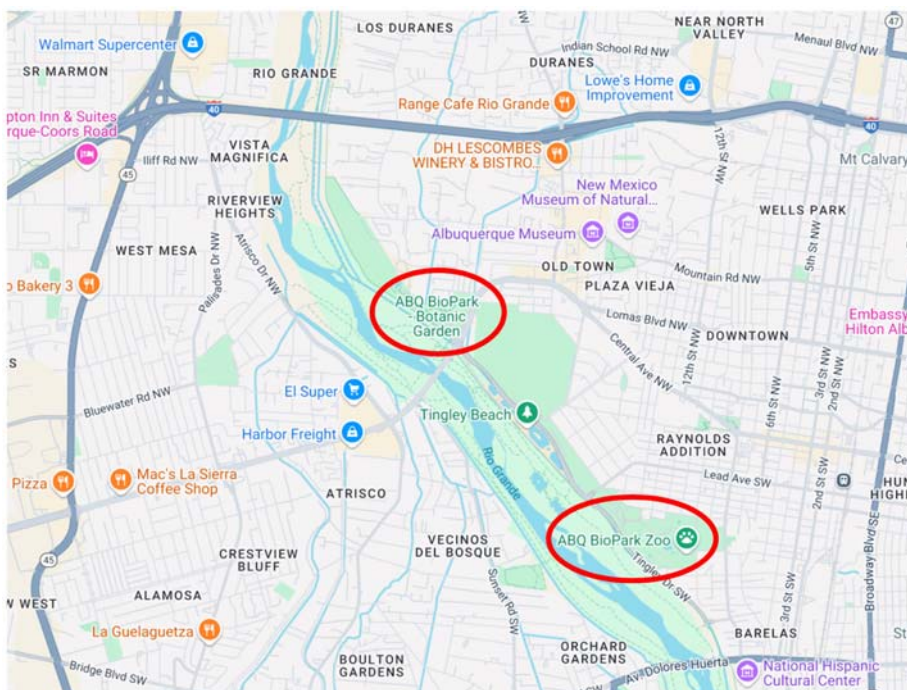 LOS DURANES
NEAR NORTH
VALLEY
47
Walmart Supercenter
Indian School Rd NW
Menaul Blvd NW
SR MARMON
RIO GRANDE
DURANES
Lowe's Home
Improvement
Range Cafe Rio Grande
40
40
pton Inn & Suites
rque-Coors Road
VISTA
MAGNIFICA
DH LESCOMBES
WINERY & BISTRO...
12th St NW
Mt Calvary
Iliff Rd NW
45
RIVERVIEW
HEIGHTS
New Mexico
Museum of Natural...
WELLS PARK
5th St NW
Albuquerque Museum
WEST MESA
Atrisco Dr NW
Palisades Dr NW
OLD TOWN
Mountain Rd NW
PLAZA VIEJA
o Bakery 3
ABQ BioPark
Botanic
Garden
Lomas Blvd NW
Embassy
Hilton Alb
DOWNTOWN
Central Ave NW
12th St NW
3rd St NW
2nd St NW
ES
El Super
Bluewater Rd NW
Tingley Beach
6th St NW
Harbor Freight
RAYNOLDS
ADDITION
Ce
Pizza
Mac's La Sierra
Coffee Shop
Rio Grande
Lead Ave SW
HUN
HIGHL
ATRISCO
2nd St SW
Broadway Blvd SE
VECINOS
DEL BOSQUE
ABQ BioPark Zoo
45
CRESTVIEW
BLUFF
Tingley Dr SW
3rd St SW
W WEST
ALAMOSA
Sunset Rd SW
La Guelaguetza
ORCHARD
GARDENS
BARELAS
St
Bridge Blvd SW
BOULTON
GARDENS
Av. Dolores Huerta
National Hispanic
Cultural Center